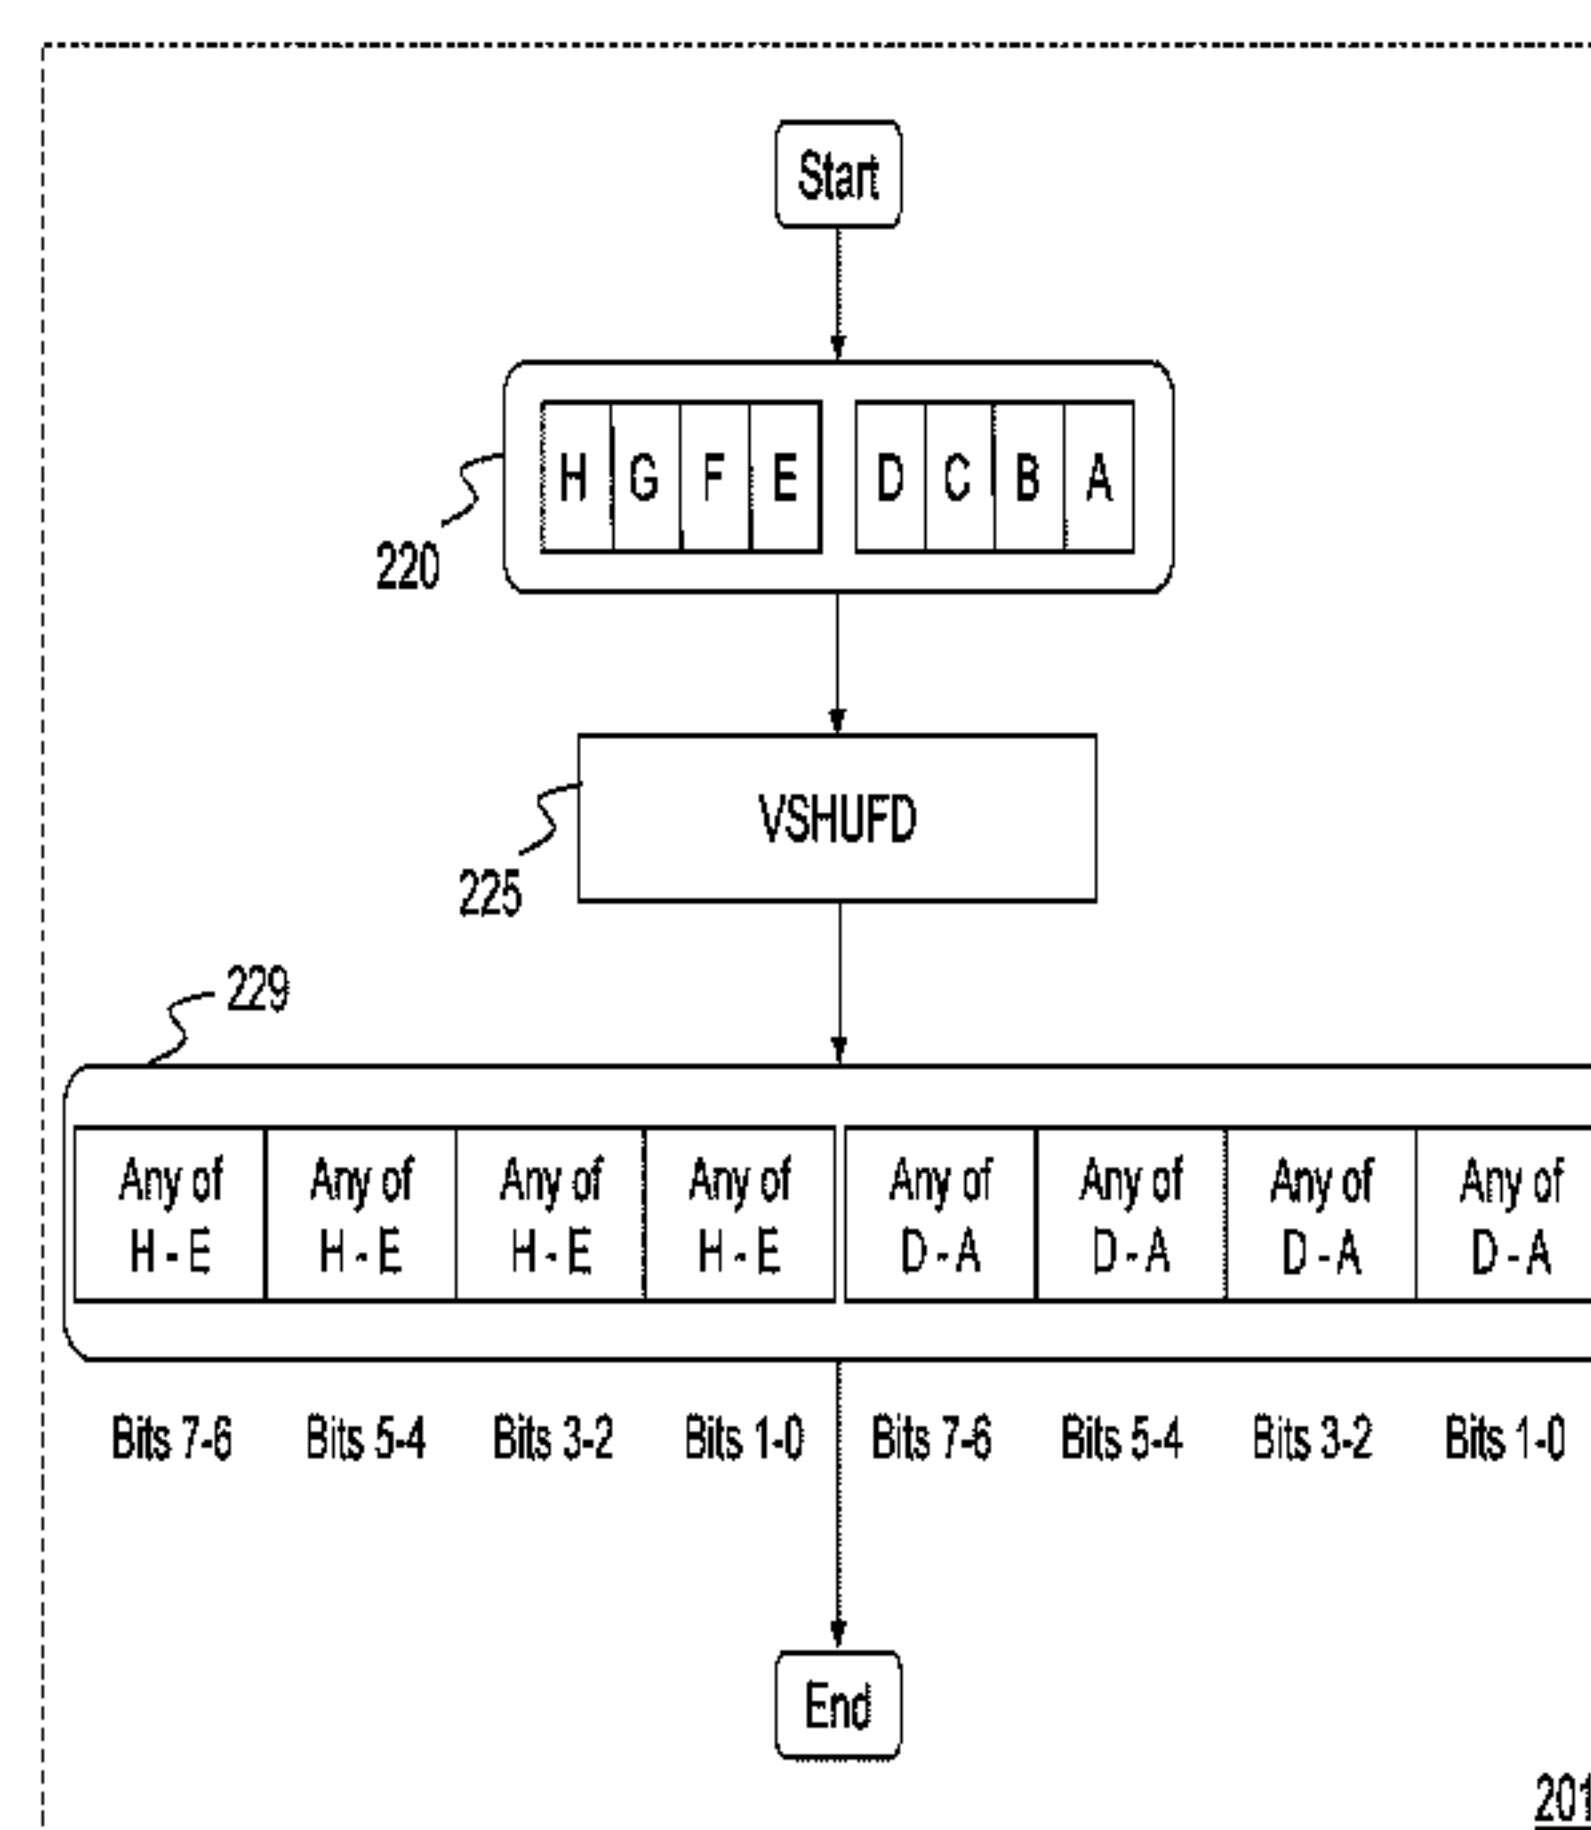 Start
H G F E D C B A
220
VSHUFD
225
229
Any of H - E Any of H - E Any of H - E Any of H - E Any of D - A Any of D - A Any of D - A Any of D - A
Bits 7-6 Bits 5-4 Bits 3-2 Bits 1-0 Bits 7-6 Bits 5-4 Bits 3-2 Bits 1-0
End
201